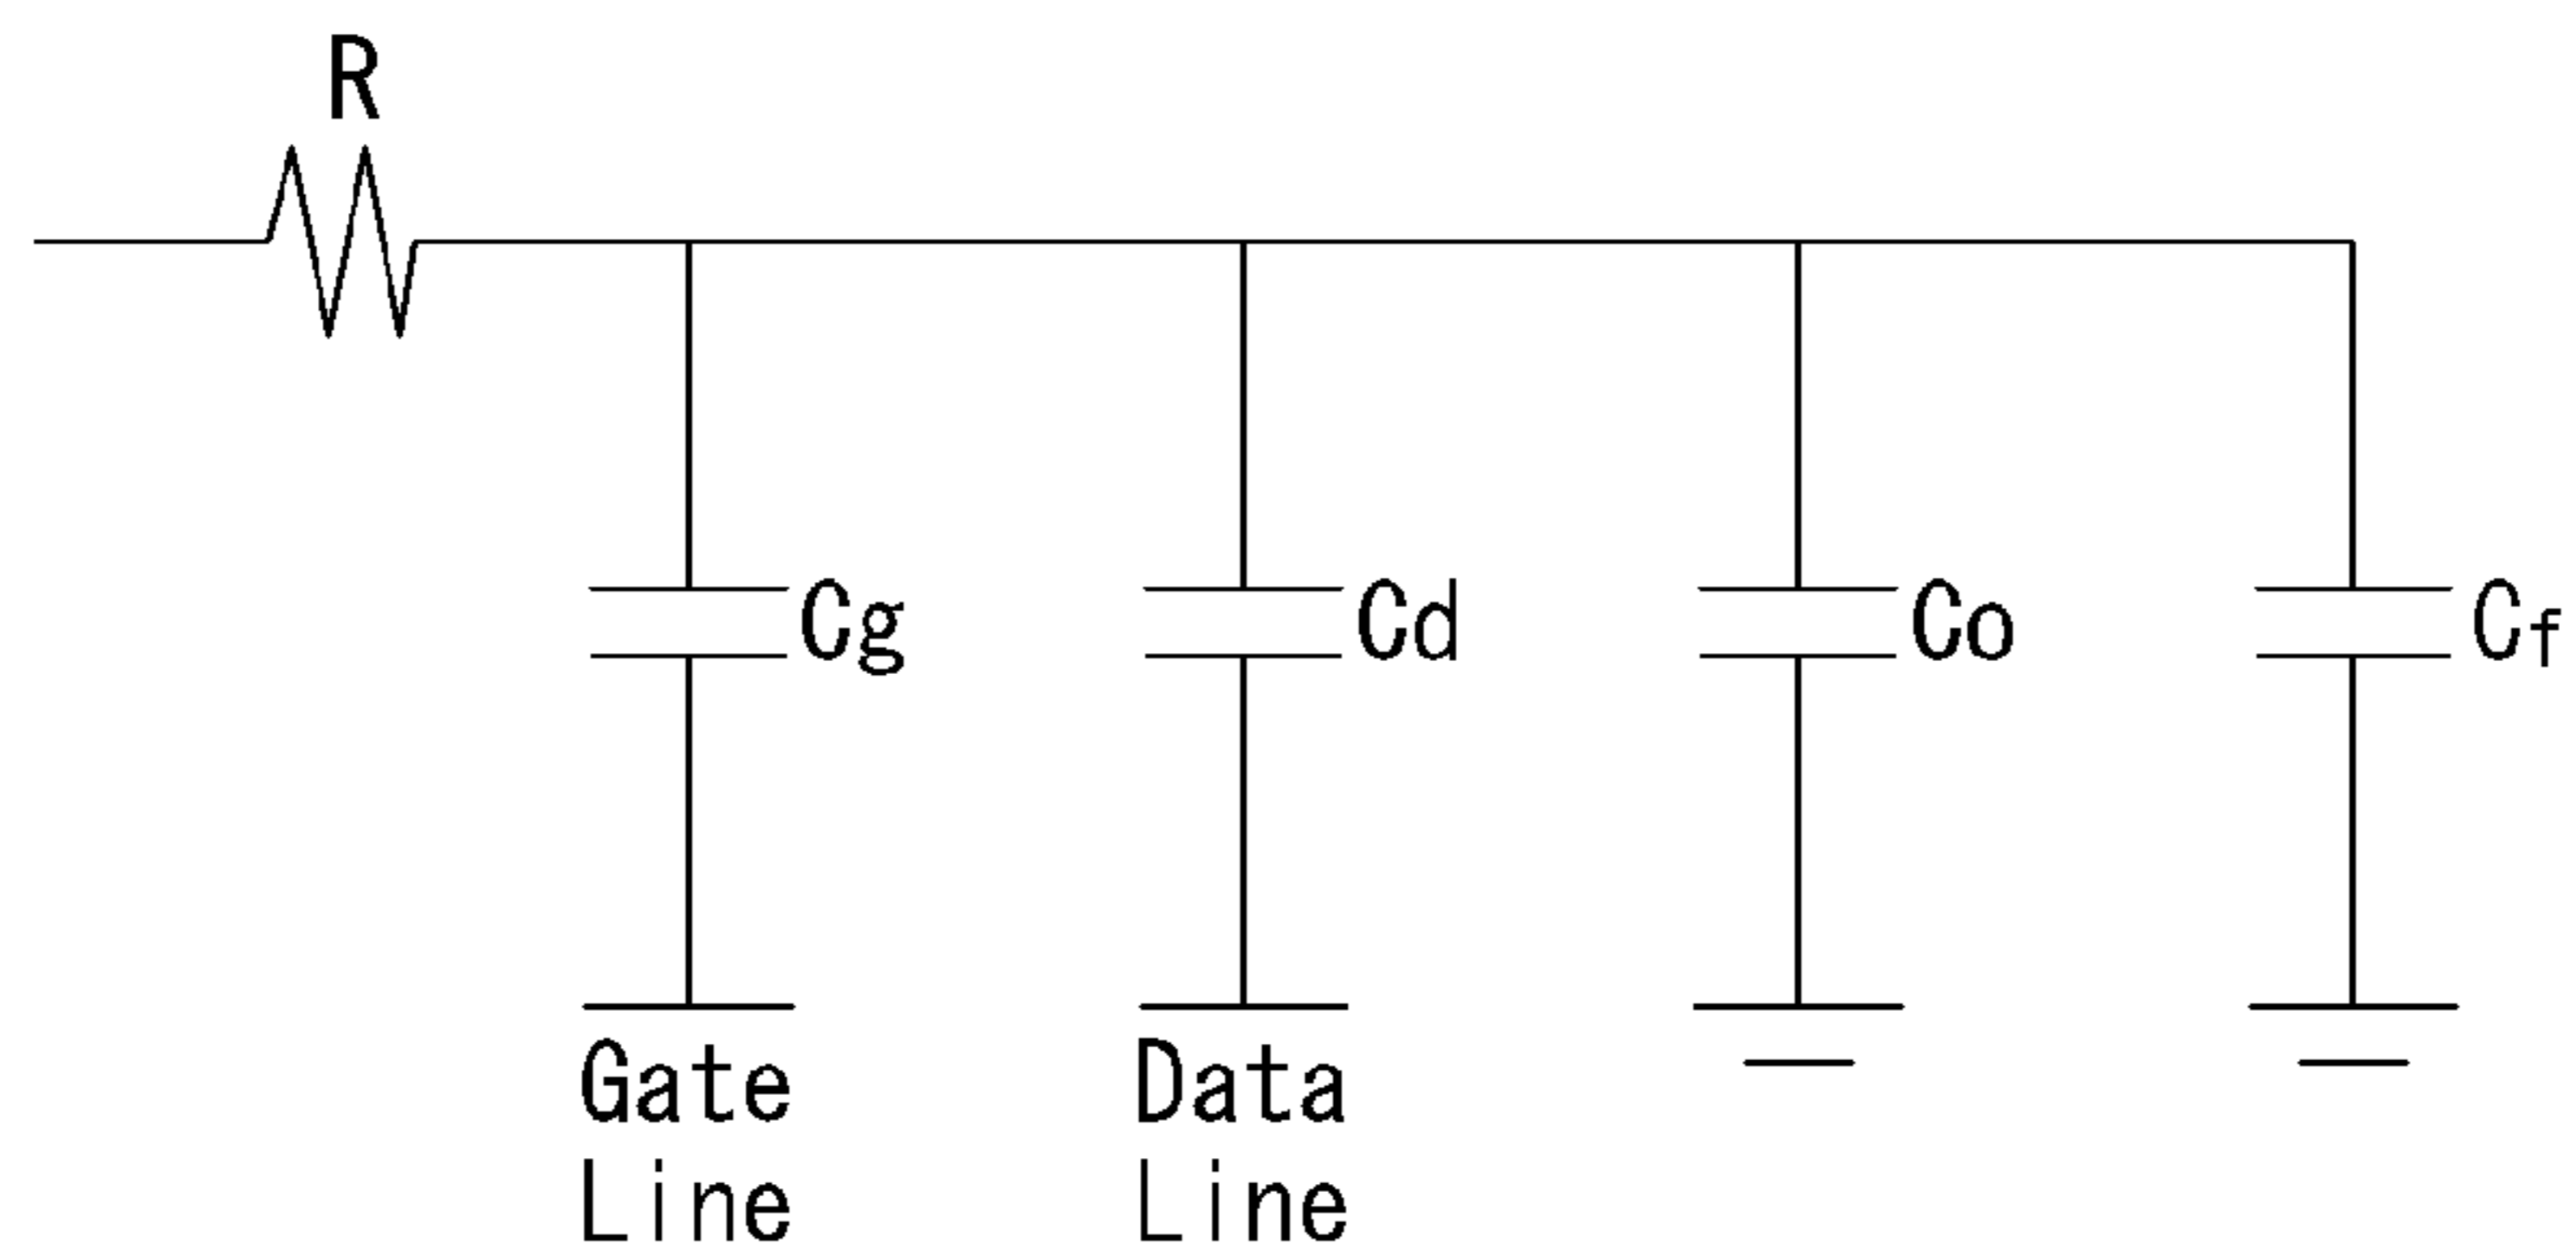 R
Cg
Cd
Co
Cf
Gate
Line
Data
Line